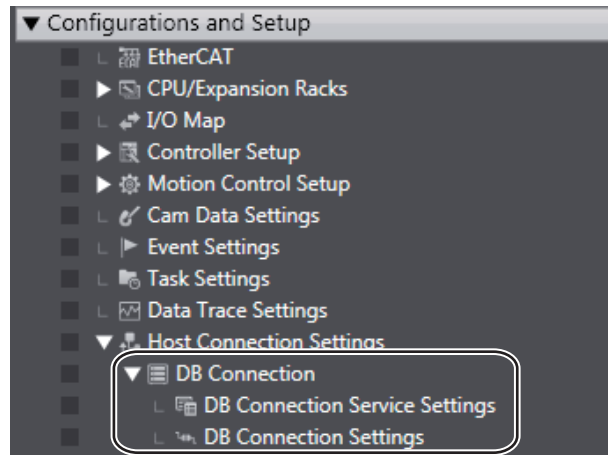 Configurations and Setup
EtherCAT
CPU/Expansion Racks
I/O Map
Controller Setup
Motion Control Setup
Cam Data Settings
Event Settings
Task Settings
Data Trace Settings
Host Connection Settings
DB Connection
DB Connection Service Settings
DB Connection Settings